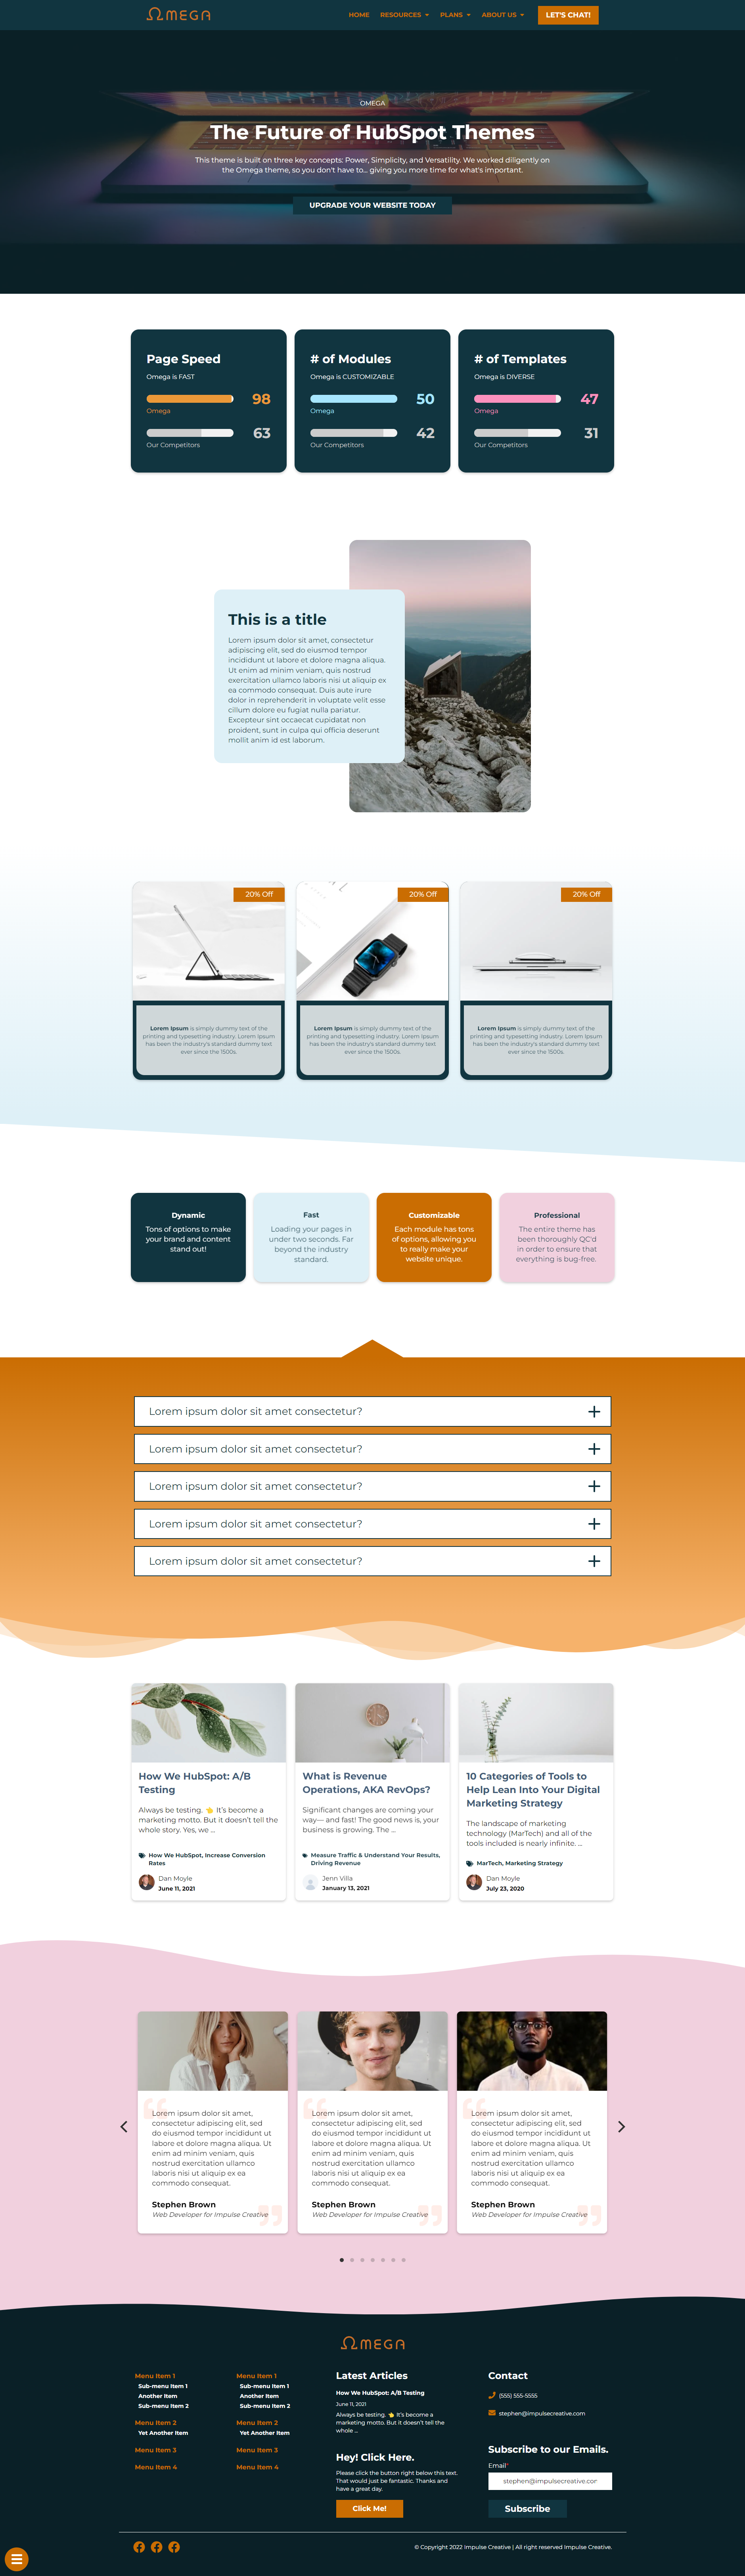 ΩMEGA
HOME RESOURCES PLANS ABOUT US LET'S CHAT!
OMEGA
The Future of HubSpot Themes
This theme is built on three key concepts: Power, Simplicity, and Versatility. We worked diligently on
the Omega theme, so you don't have to... giving you more time for what's important.
UPGRADE YOUR WEBSITE TODAY
Page Speed
Omega is FAST
98
Omega
63
Our Competitors
# of Modules
Omega is CUSTOMIZABLE
50
Omega
42
Our Competitors
# of Templates
Omega is DIVERSE
47
Omega
31
Our Competitors
This is a title
Lorem ipsum dolor sit amet, consectetur
adipiscing elit, sed do eiusmod tempor
incididunt ut labore et dolore magna aliqua.
Ut enim ad minim veniam, quis nostrud
exercitation ullamco laboris nisi ut aliquip ex
ea commodo consequat. Duis aute irure
dolor in reprehenderit in voluptate velit esse
cillum dolore eu fugiat nulla pariatur.
Excepteur sint occaecat cupidatat non
proident, sunt in culpa qui officia deserunt
mollit anim id est laborum.
20% Off
Lorem Ipsum is simply dummy text of the
printing and typesetting industry. Lorem Ipsum
has been the industry's standard dummy text
ever since the 1500s.
20% Off
Lorem Ipsum is simply dummy text of the
printing and typesetting industry. Lorem Ipsum
has been the industry's standard dummy text
ever since the 1500s.
20% Off
Lorem Ipsum is simply dummy text of the
printing and typesetting industry. Lorem Ipsum
has been the industry's standard dummy text
ever since the 1500s.
Dynamic
Tons of options to make
your brand and content
stand out!
Fast
Loading your pages in
under two seconds. Far
beyond the industry
standard.
Customizable
Each module has tons
of options, allowing you
to really make your
website unique.
Professional
The entire theme has
been thoroughly QC'd
in order to ensure that
everything is bug-free.
Lorem ipsum dolor sit amet consectetur?
Lorem ipsum dolor sit amet consectetur?
Lorem ipsum dolor sit amet consectetur?
Lorem ipsum dolor sit amet consectetur?
Lorem ipsum dolor sit amet consectetur?
How We HubSpot: A/B
Testing
Always be testing. 👈 It's become a
marketing motto. But it doesn't tell the
whole story. Yes, we ...
How We HubSpot, Increase Conversion
Rates
Dan Moyle
June 11, 2021
What is Revenue
Operations, AKA RevOps?
Significant changes are coming your
way— and fast! The good news is, your
business is growing. The ...
Measure Traffic & Understand Your Results,
Driving Revenue
Jenn Villa
January 13, 2021
10 Categories of Tools to
Help Lean Into Your Digital
Marketing Strategy
The landscape of marketing
technology (MarTech) and all of the
tools included is nearly infinite. ...
MarTech, Marketing Strategy
Dan Moyle
July 23, 2020
Lorem ipsum dolor sit amet,
consectetur adipiscing elit, sed
do eiusmod tempor incididunt ut
labore et dolore magna aliqua. Ut
enim ad minim veniam, quis
nostrud exercitation ullamco
laboris nisi ut aliquip ex ea
commodo consequat.
Stephen Brown
Web Developer for Impulse Creative
Lorem ipsum dolor sit amet,
consectetur adipiscing elit, sed
do eiusmod tempor incididunt ut
labore et dolore magna aliqua. Ut
enim ad minim veniam, quis
nostrud exercitation ullamco
laboris nisi ut aliquip ex ea
commodo consequat.
Stephen Brown
Web Developer for Impulse Creative
Lorem ipsum dolor sit amet,
consectetur adipiscing elit, sed
do eiusmod tempor incididunt ut
labore et dolore magna aliqua. Ut
enim ad minim veniam, quis
nostrud exercitation ullamco
laboris nisi ut aliquip ex ea
commodo consequat.
Stephen Brown
Web Developer for Impulse Creative
ΩMEGA
Menu Item 1
Sub-menu Item 1
Another Item
Sub-menu Item 2
Menu Item 2
Yet Another Item
Menu Item 3
Menu Item 4
Menu Item 1
Sub-menu Item 1
Another Item
Sub-menu Item 2
Menu Item 2
Yet Another Item
Menu Item 3
Menu Item 4
Latest Articles
How We HubSpot: A/B Testing
June 11, 2021
Always be testing. 👈 It's become a
marketing motto. But it doesn't tell the
whole ...
Hey! Click Here.
Please click the button right below this text.
That would just be fantastic. Thanks and
have a great day.
Click Me!
Contact
(555) 555-5555
stephen@impulsecreative.com
Subscribe to our Emails.
Email*
stephen@impulsecreative.cor
Subscribe
© Copyright 2022 Impulse Creative | All right reserved Impulse Creative.